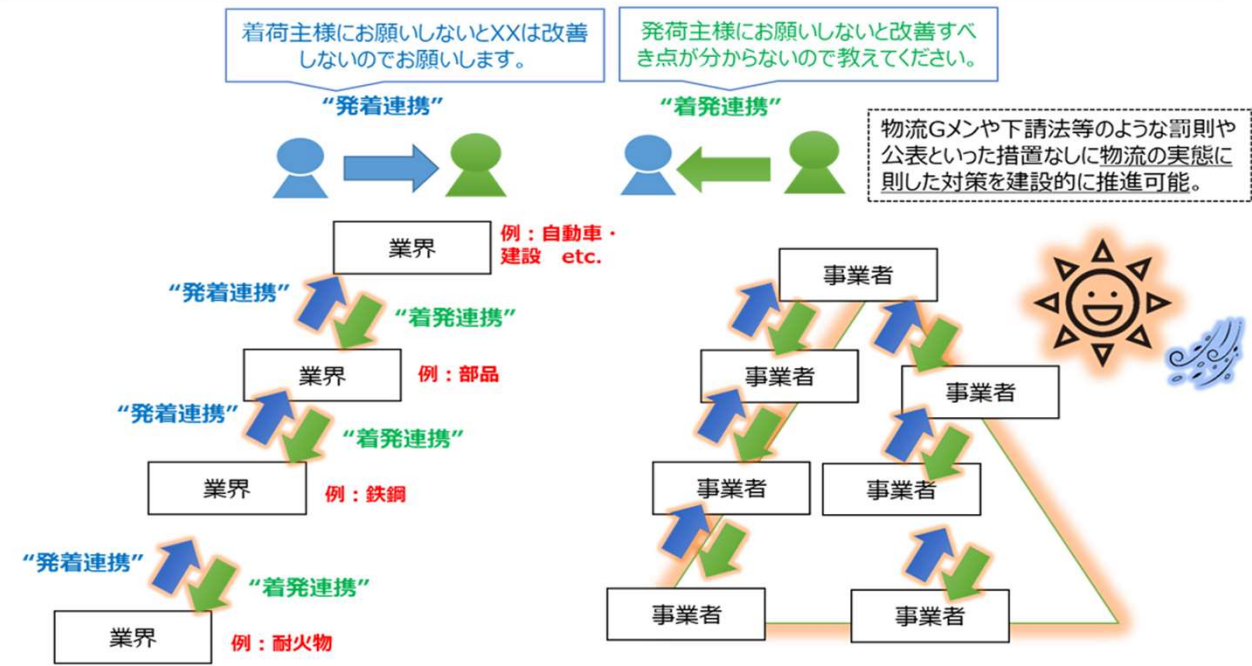 着荷主様にお願いしないとXXは改善
しないのでお願いします。
“発着連携”
発荷主様にお願いしないと改善すべ
き点が分からないので教えてください。
“着発連携”
物流Gメンや下請法等のような罰則や
公表といった措置なしに物流の実態に
則した対策を建設的に推進可能。
業界
例：自動車・
建設　etc.
“発着連携”
“着発連携”
業界
例：部品
“発着連携”
“着発連携”
業界
例：鉄鋼
“発着連携”
“着発連携”
業界
例：耐火物
事業者
事業者
事業者
事業者
事業者
事業者
事業者